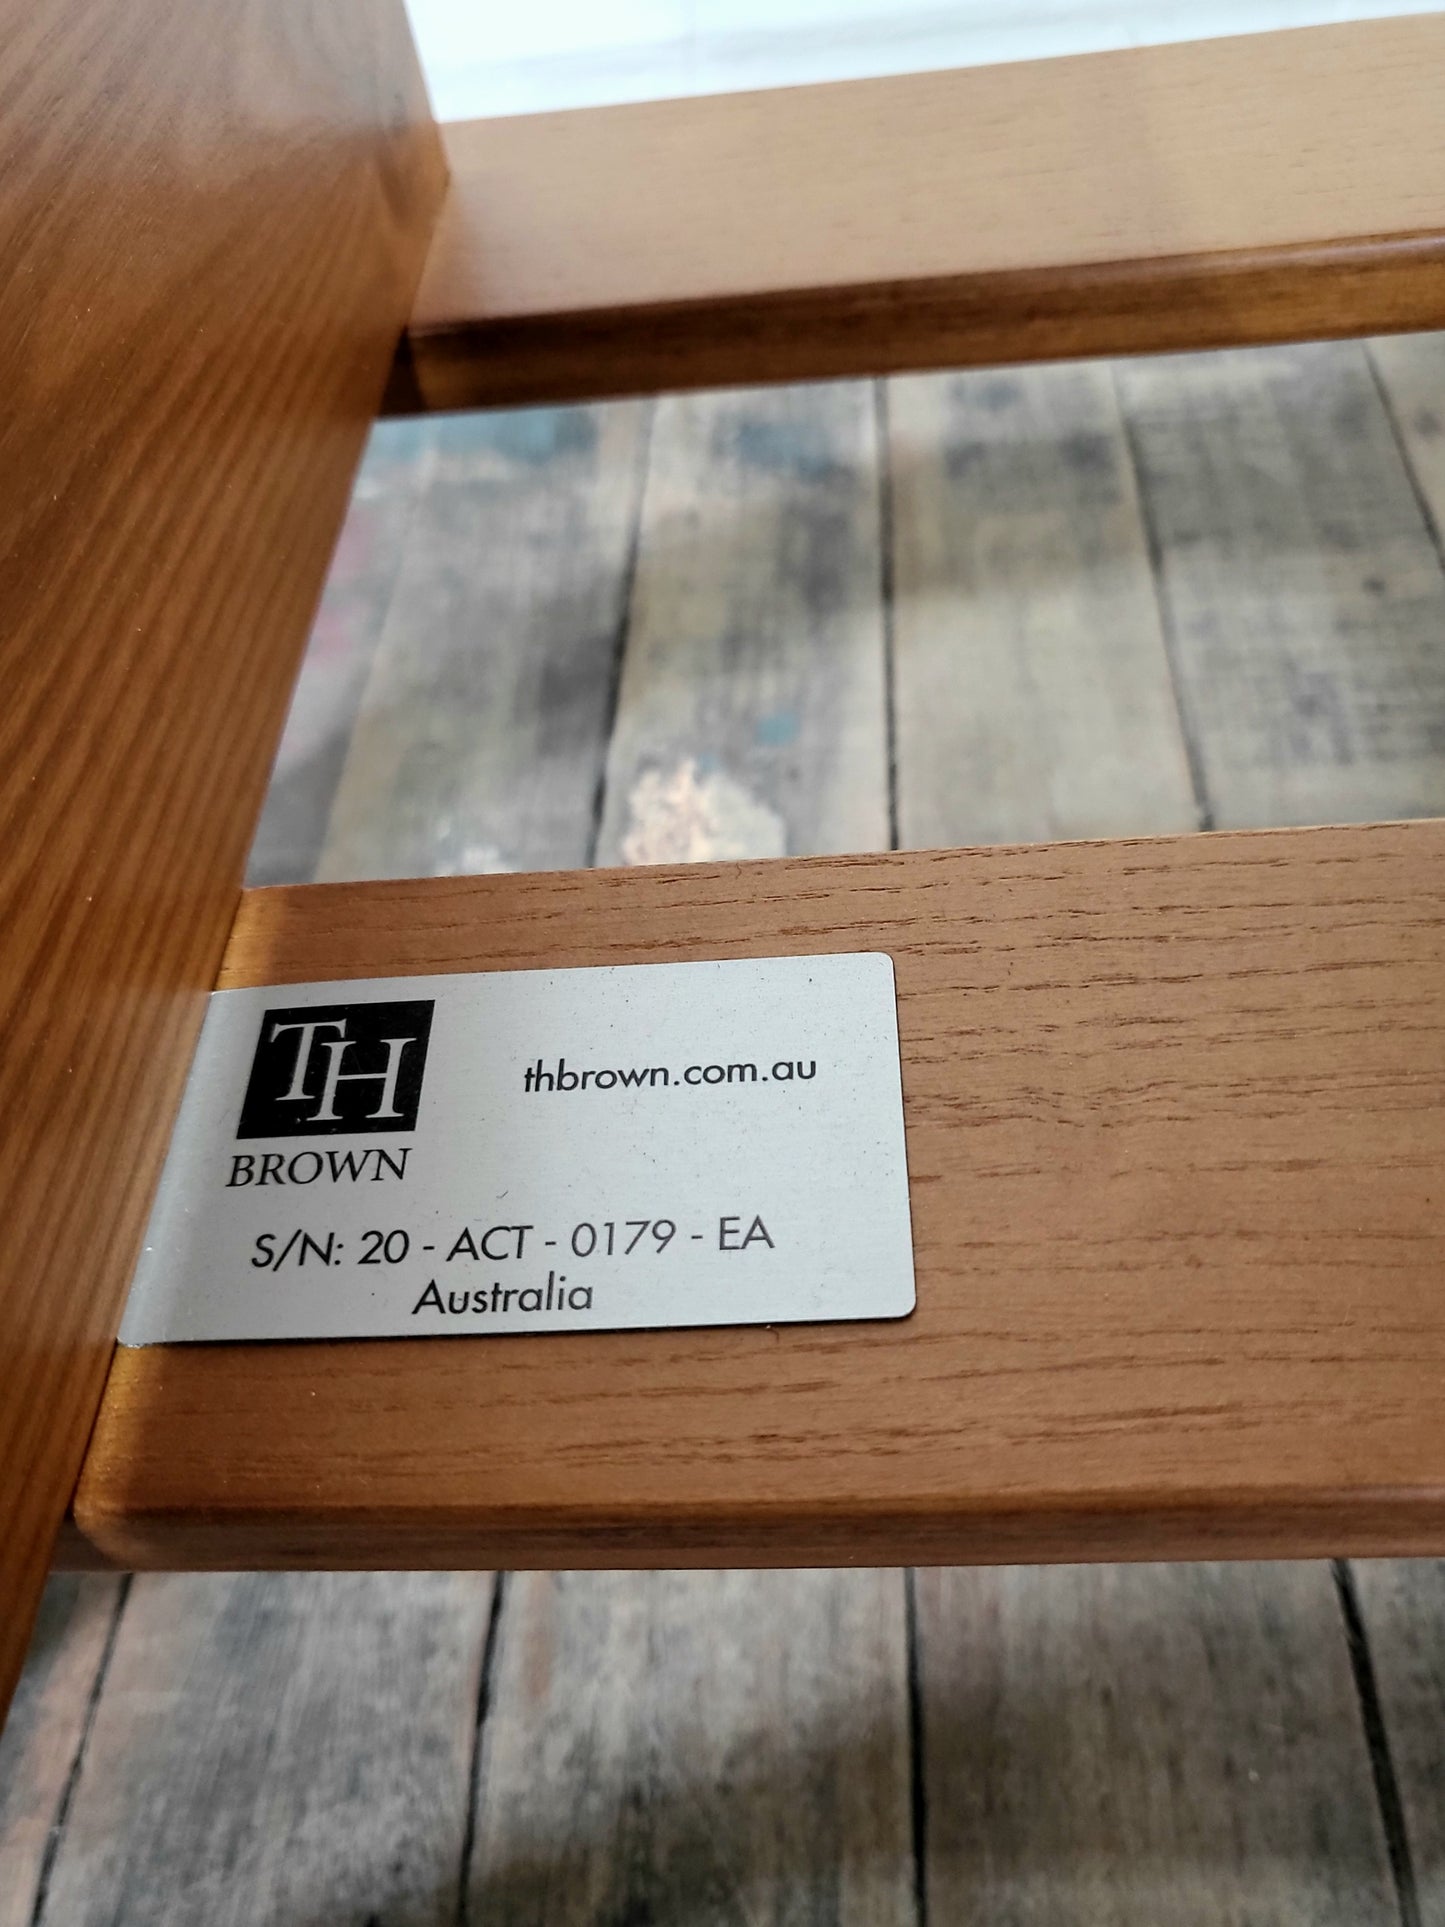 TH
BROWN
thbrown.com.au
S/N: 20 - ACT - 0179 - EA
Australia